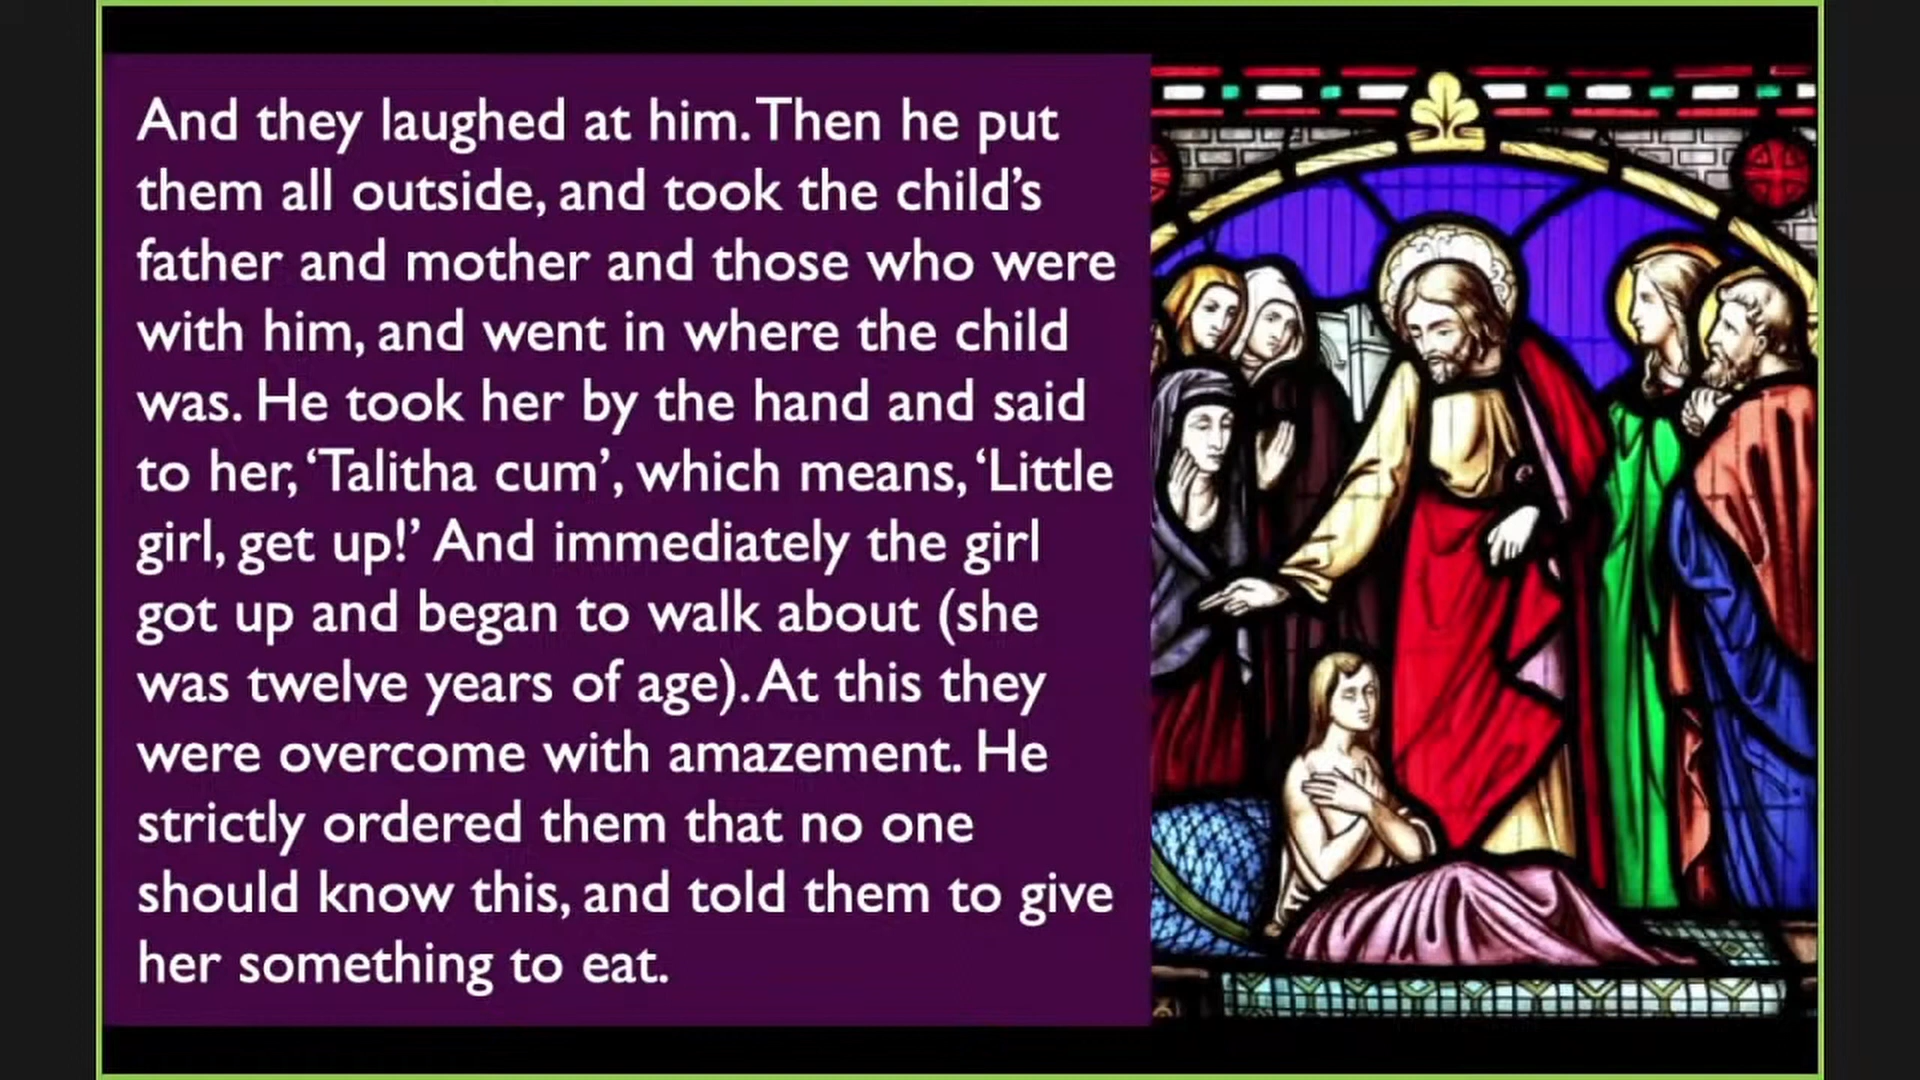 And they laughed at him. Then he put
them all outside, and took the child’s
father and mother and those who were
with him, and went in where the child
was. He took her by the hand and said
to her, ‘Talitha cum’, which means, ‘Little
girl, get up!’ And immediately the girl
got up and began to walk about (she
was twelve years of age). At this they
were overcome with amazement. He
strictly ordered them that no one
should know this, and told them to give
her something to eat.